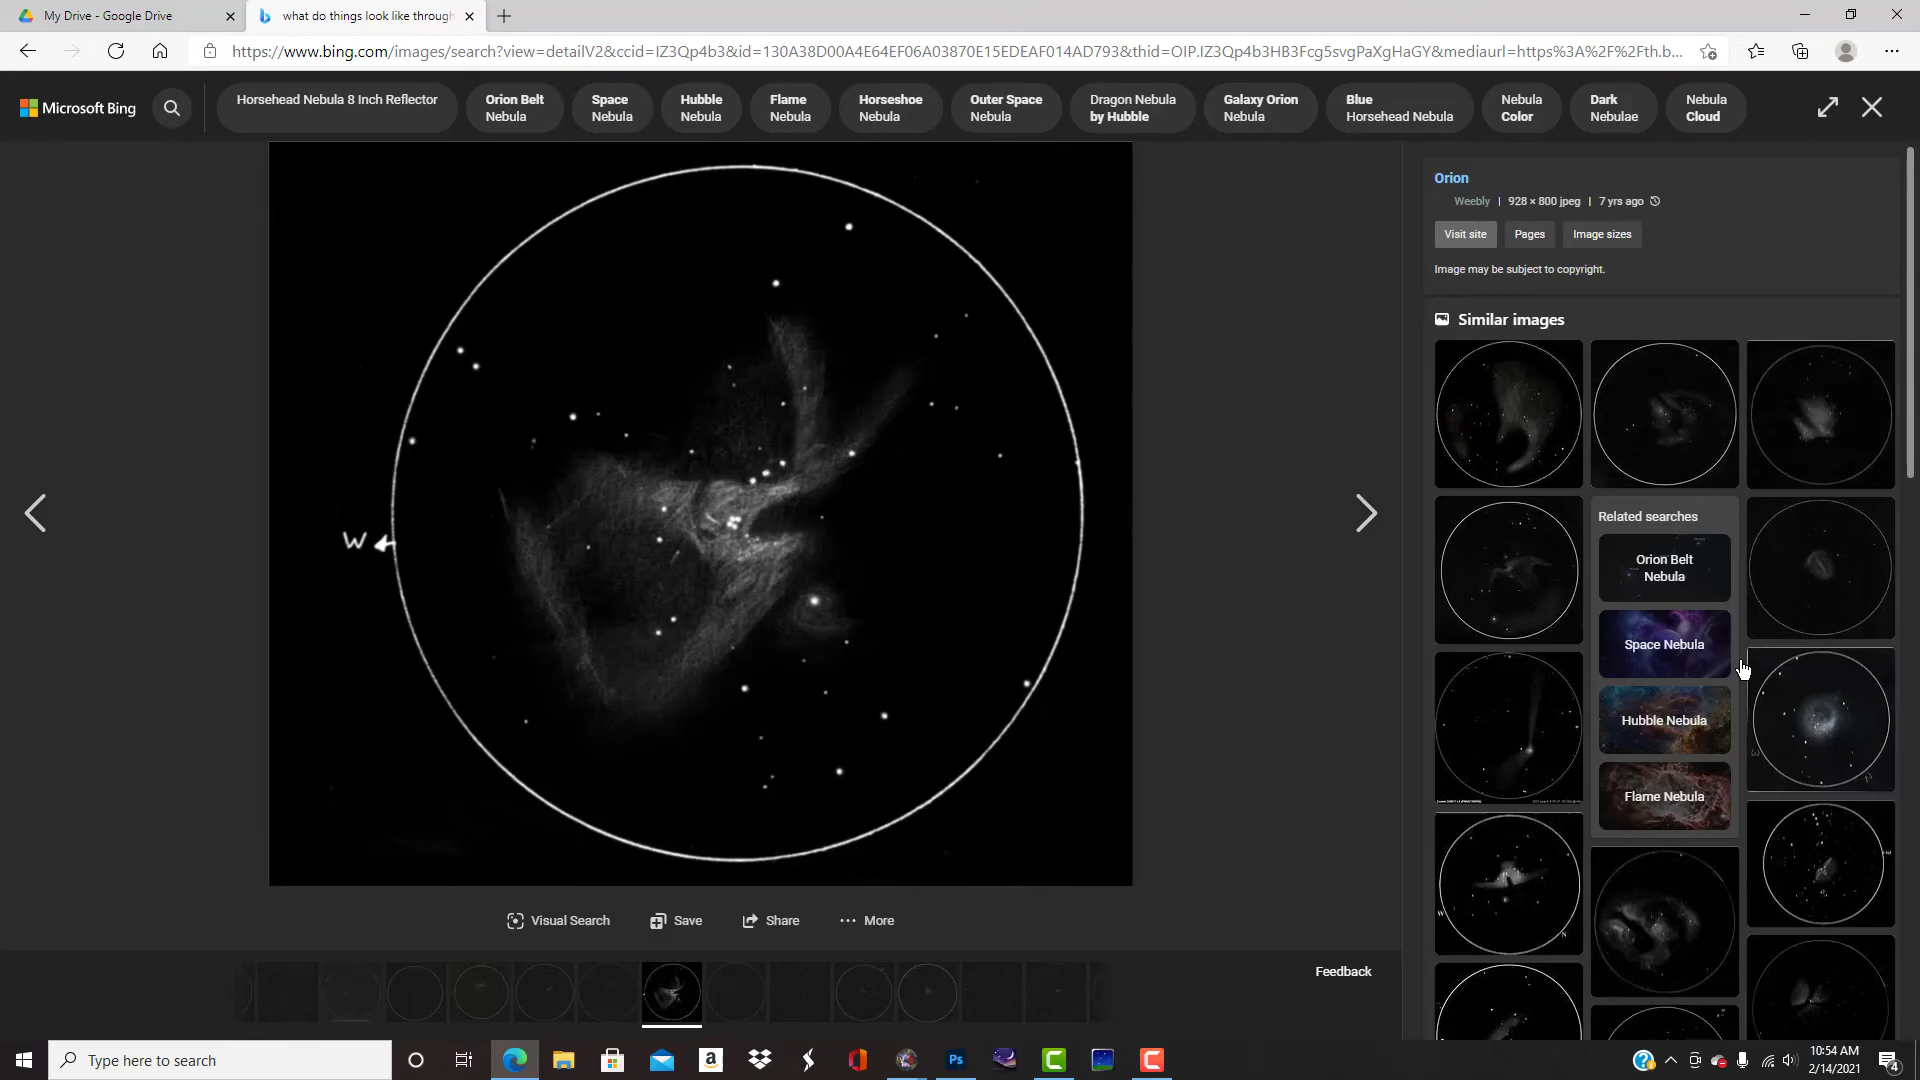 My Drive - Google Drive
what do things look like through
https://www.bing.com/images/search?view=detailV2&ccid=IZ3Qp4b3&id=130A38D00A4E64EF06A03870E15EDEAF014AD793&thid=OIP.IZ3Qp4b3HB3Fcg5svgPaXgHaGY&mediaurl=https%3A%2F%2Fth.b...
Microsoft Bing
Horsehead Nebula 8 Inch Reflector
Orion Belt
Nebula
Space
Nebula
Hubble
Nebula
Flame
Nebula
Horseshoe
Nebula
Outer Space
Nebula
Dragon Nebula
by Hubble
Galaxy Orion
Nebula
Blue
Horsehead Nebula
Nebula
Color
Dark
Nebulae
Nebula
Cloud
W
Orion
Weebly | 928 × 800 jpeg | 7 yrs ago
Visit site
Pages
Image sizes
Image may be subject to copyright.
Similar images
Related searches
Orion Belt
Nebula
Space Nebula
Hubble Nebula
Flame Nebula
Visual Search
Save
Share
More
Feedback
Type here to search
Ps
10:54 AM
2/14/2021
4